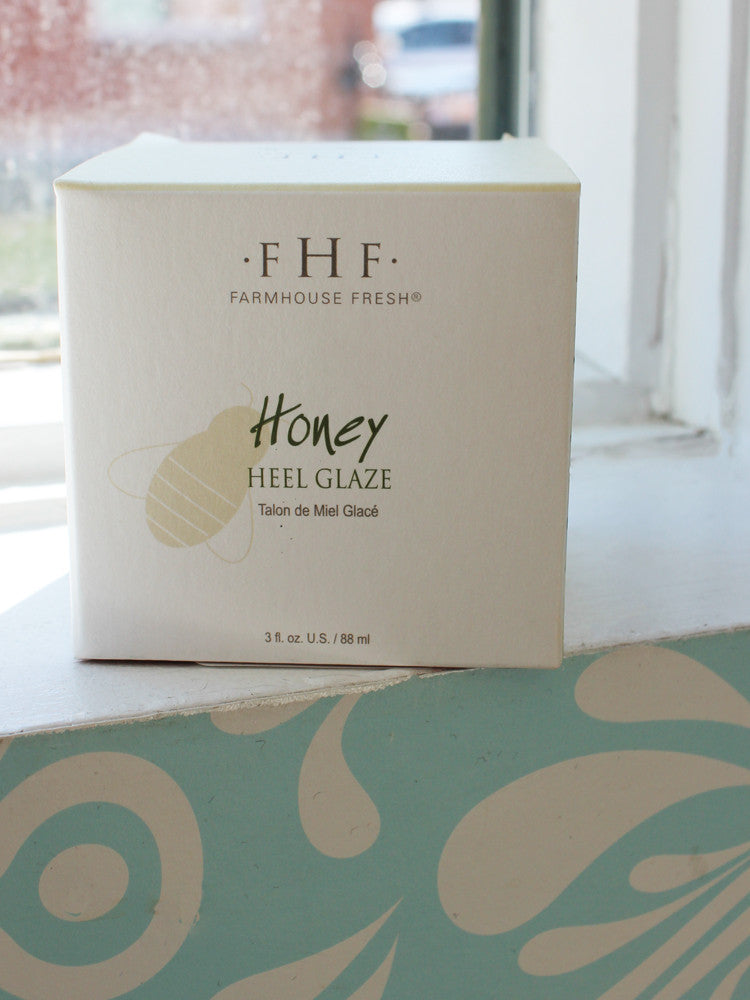 F H F
·FHF·
FARMHOUSE FRESH®
Honey
HEEL GLAZE
Talon de Miel Glacé
3 fl. oz. U.S. / 88 ml